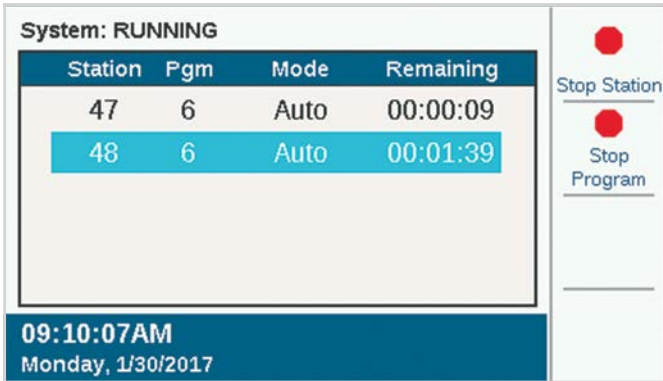 System: RUNNING
Station Pgm Mode Remaining
47 6 Auto 00:00:09
48 6 Auto 00:01:39
Stop Station
Stop
Program
09:10:07AM
Monday, 1/30/2017